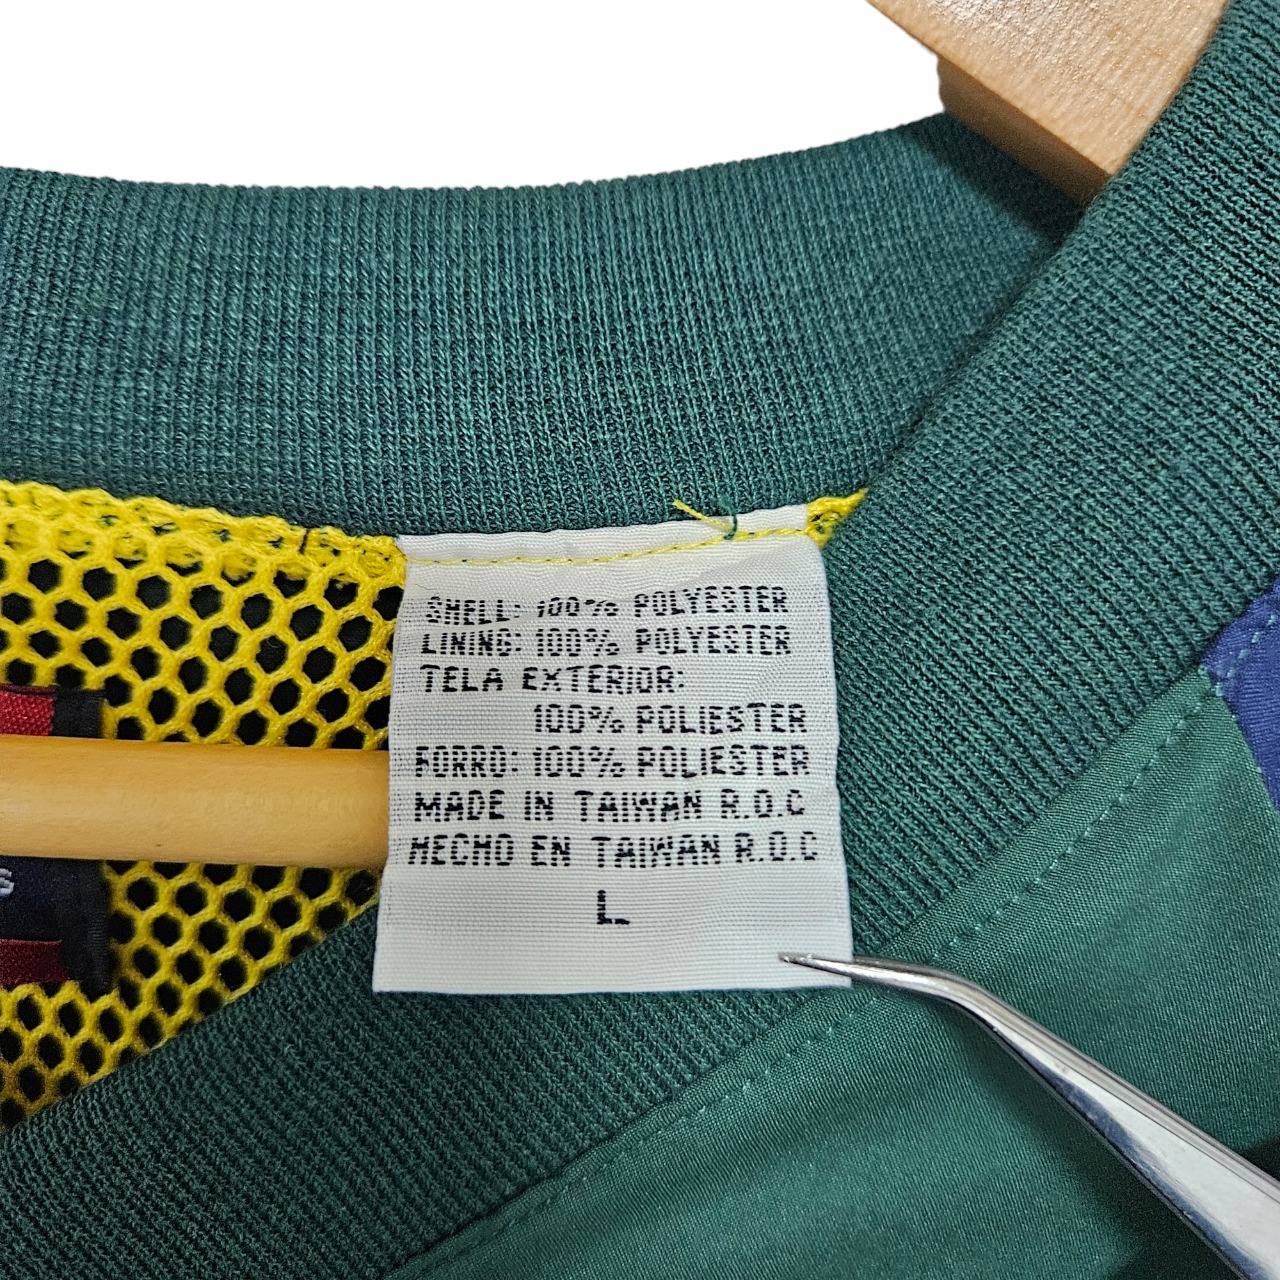 SHELL: 100% POLYESTER
LINING: 100% POLYESTER
TELA EXTERIOR:
100% POLIESTER
FORRO: 100% POLIESTER
MADE IN TAIWAN R.O.C
HECHO EN TAIWAN R.O.C
L